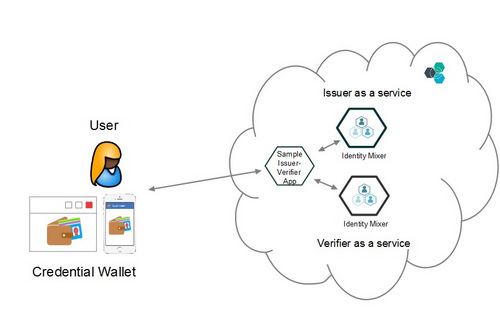 Issuer as a service
User
Sample
Issuer-
Verifier
App
Identity Mixer
Identity Mixer
Verifier as a service
Credential Wallet